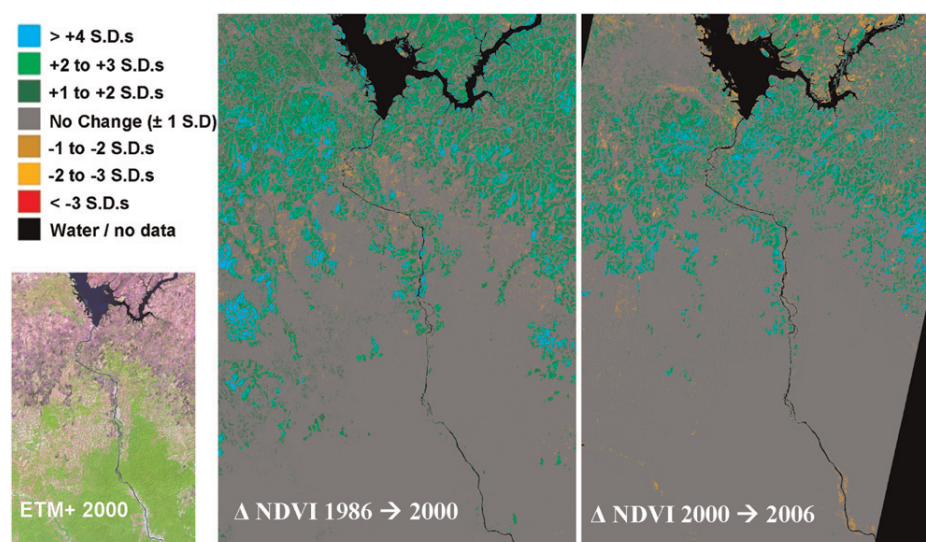 > +4 S.D.s
+2 to +3 S.D.s
+1 to +2 S.D.s
No Change (± 1 S.D)
-1 to -2 S.D.s
-2 to -3 S.D.s
< -3 S.D.s
Water / no data
ETM+ 2000
Δ NDVI 1986 → 2000
Δ NDVI 2000 → 2006